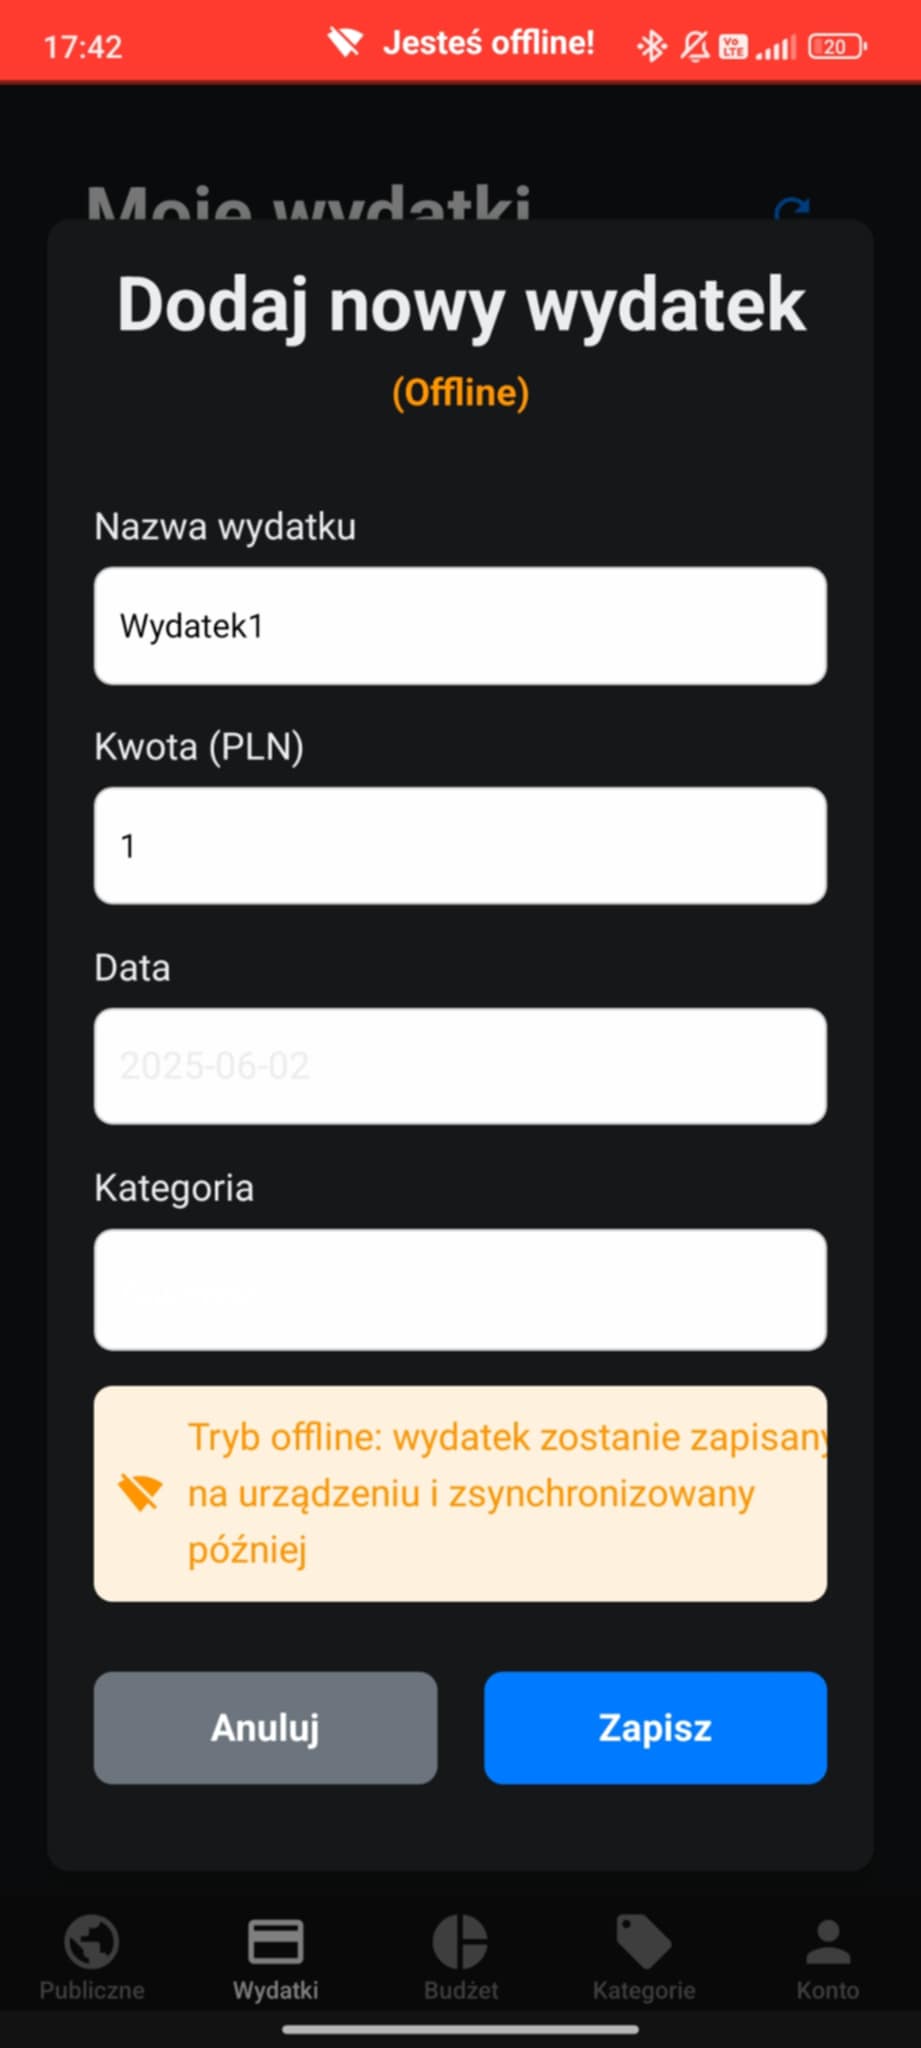 17:42 Jesteś offline! Vo LTE 20
Moje wydatki
Dodaj nowy wydatek
(Offline)
Nazwa wydatku
Wydatek1
Kwota (PLN)
1
Data
2025-06-02
Kategoria
Tryb offline: wydatek zostanie zapisany
na urządzeniu i zsynchronizowany
później
Anuluj Zapisz
Publiczne Wydatki Budżet Kategorie Konto